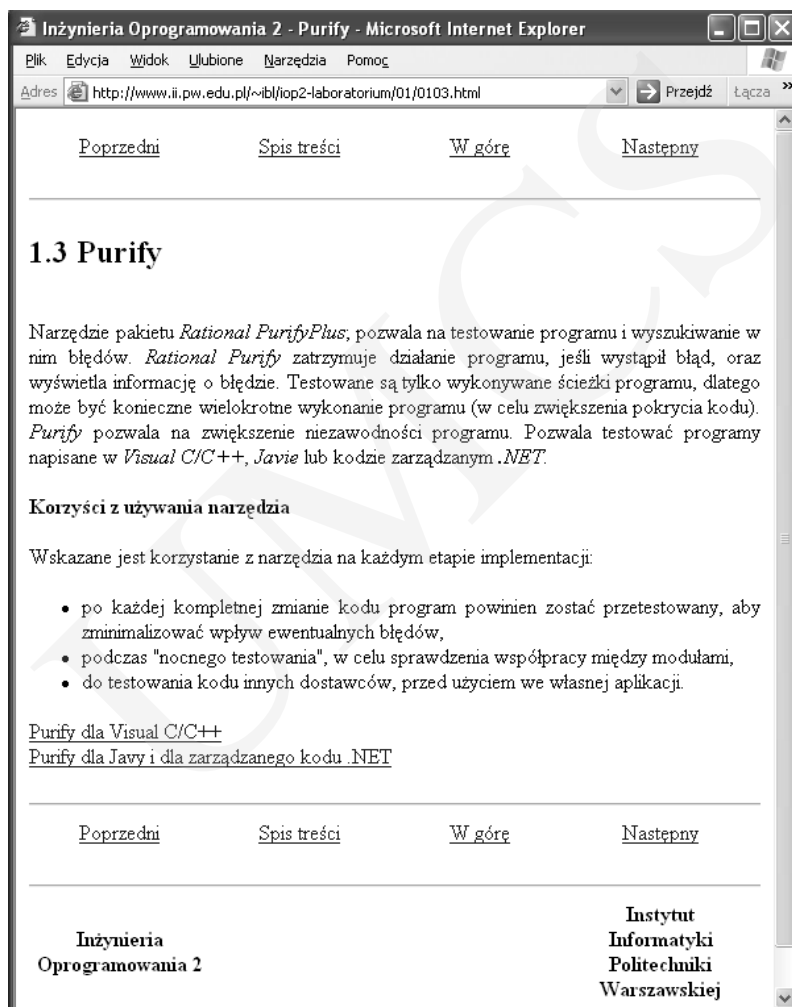 Inżynieria Oprogramowania 2 - Purify - Microsoft Internet Explorer
Plik Edycja Widok Ulubione Narzędzia Pomoc
Adres http://www.ii.pw.edu.pl/~ibl/iop2-laboratorium/01/0103.html Przejdź Łącza »
Poprzedni Spis treści W górę Następny
1.3 Purify
Narzędzie pakietu Rational PurifyPlus, pozwala na testowanie programu i wyszukiwanie w
nim błędów. Rational Purify zatrzymuje działanie programu, jeśli wystąpił błąd, oraz
wyświetla informację o błędzie. Testowane są tylko wykonywane ścieżki programu, dlatego
może być konieczne wielokrotne wykonanie programu (w celu zwiększenia pokrycia kodu).
Purify pozwala na zwiększenie niezawodności programu. Pozwala testować programy
napisane w Visual C/C++, Javie lub kodzie zarządzanym .NET.
Korzyści z używania narzędzia
Wskazane jest korzystanie z narzędzia na każdym etapie implementacji:
• po każdej kompletnej zmianie kodu program powinien zostać przetestowany, aby
zminimalizować wpływ ewentualnych błędów,
• podczas "nocnego testowania", w celu sprawdzenia współpracy między modułami,
• do testowania kodu innych dostawców, przed użyciem we własnej aplikacji.
Purify dla Visual C/C++
Purify dla Javy i dla zarządzanego kodu .NET
Poprzedni Spis treści W górę Następny
Inżynieria
Oprogramowania 2
Instytut
Informatyki
Politechniki
Warszawskiej
UMCS